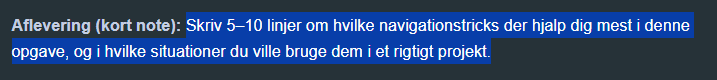 Aflevering (kort note): Skriv 5–10 linjer om hvilke navigationstricks der hjalp dig mest i denne
opgave, og i hvilke situationer du ville bruge dem i et rigtigt projekt.